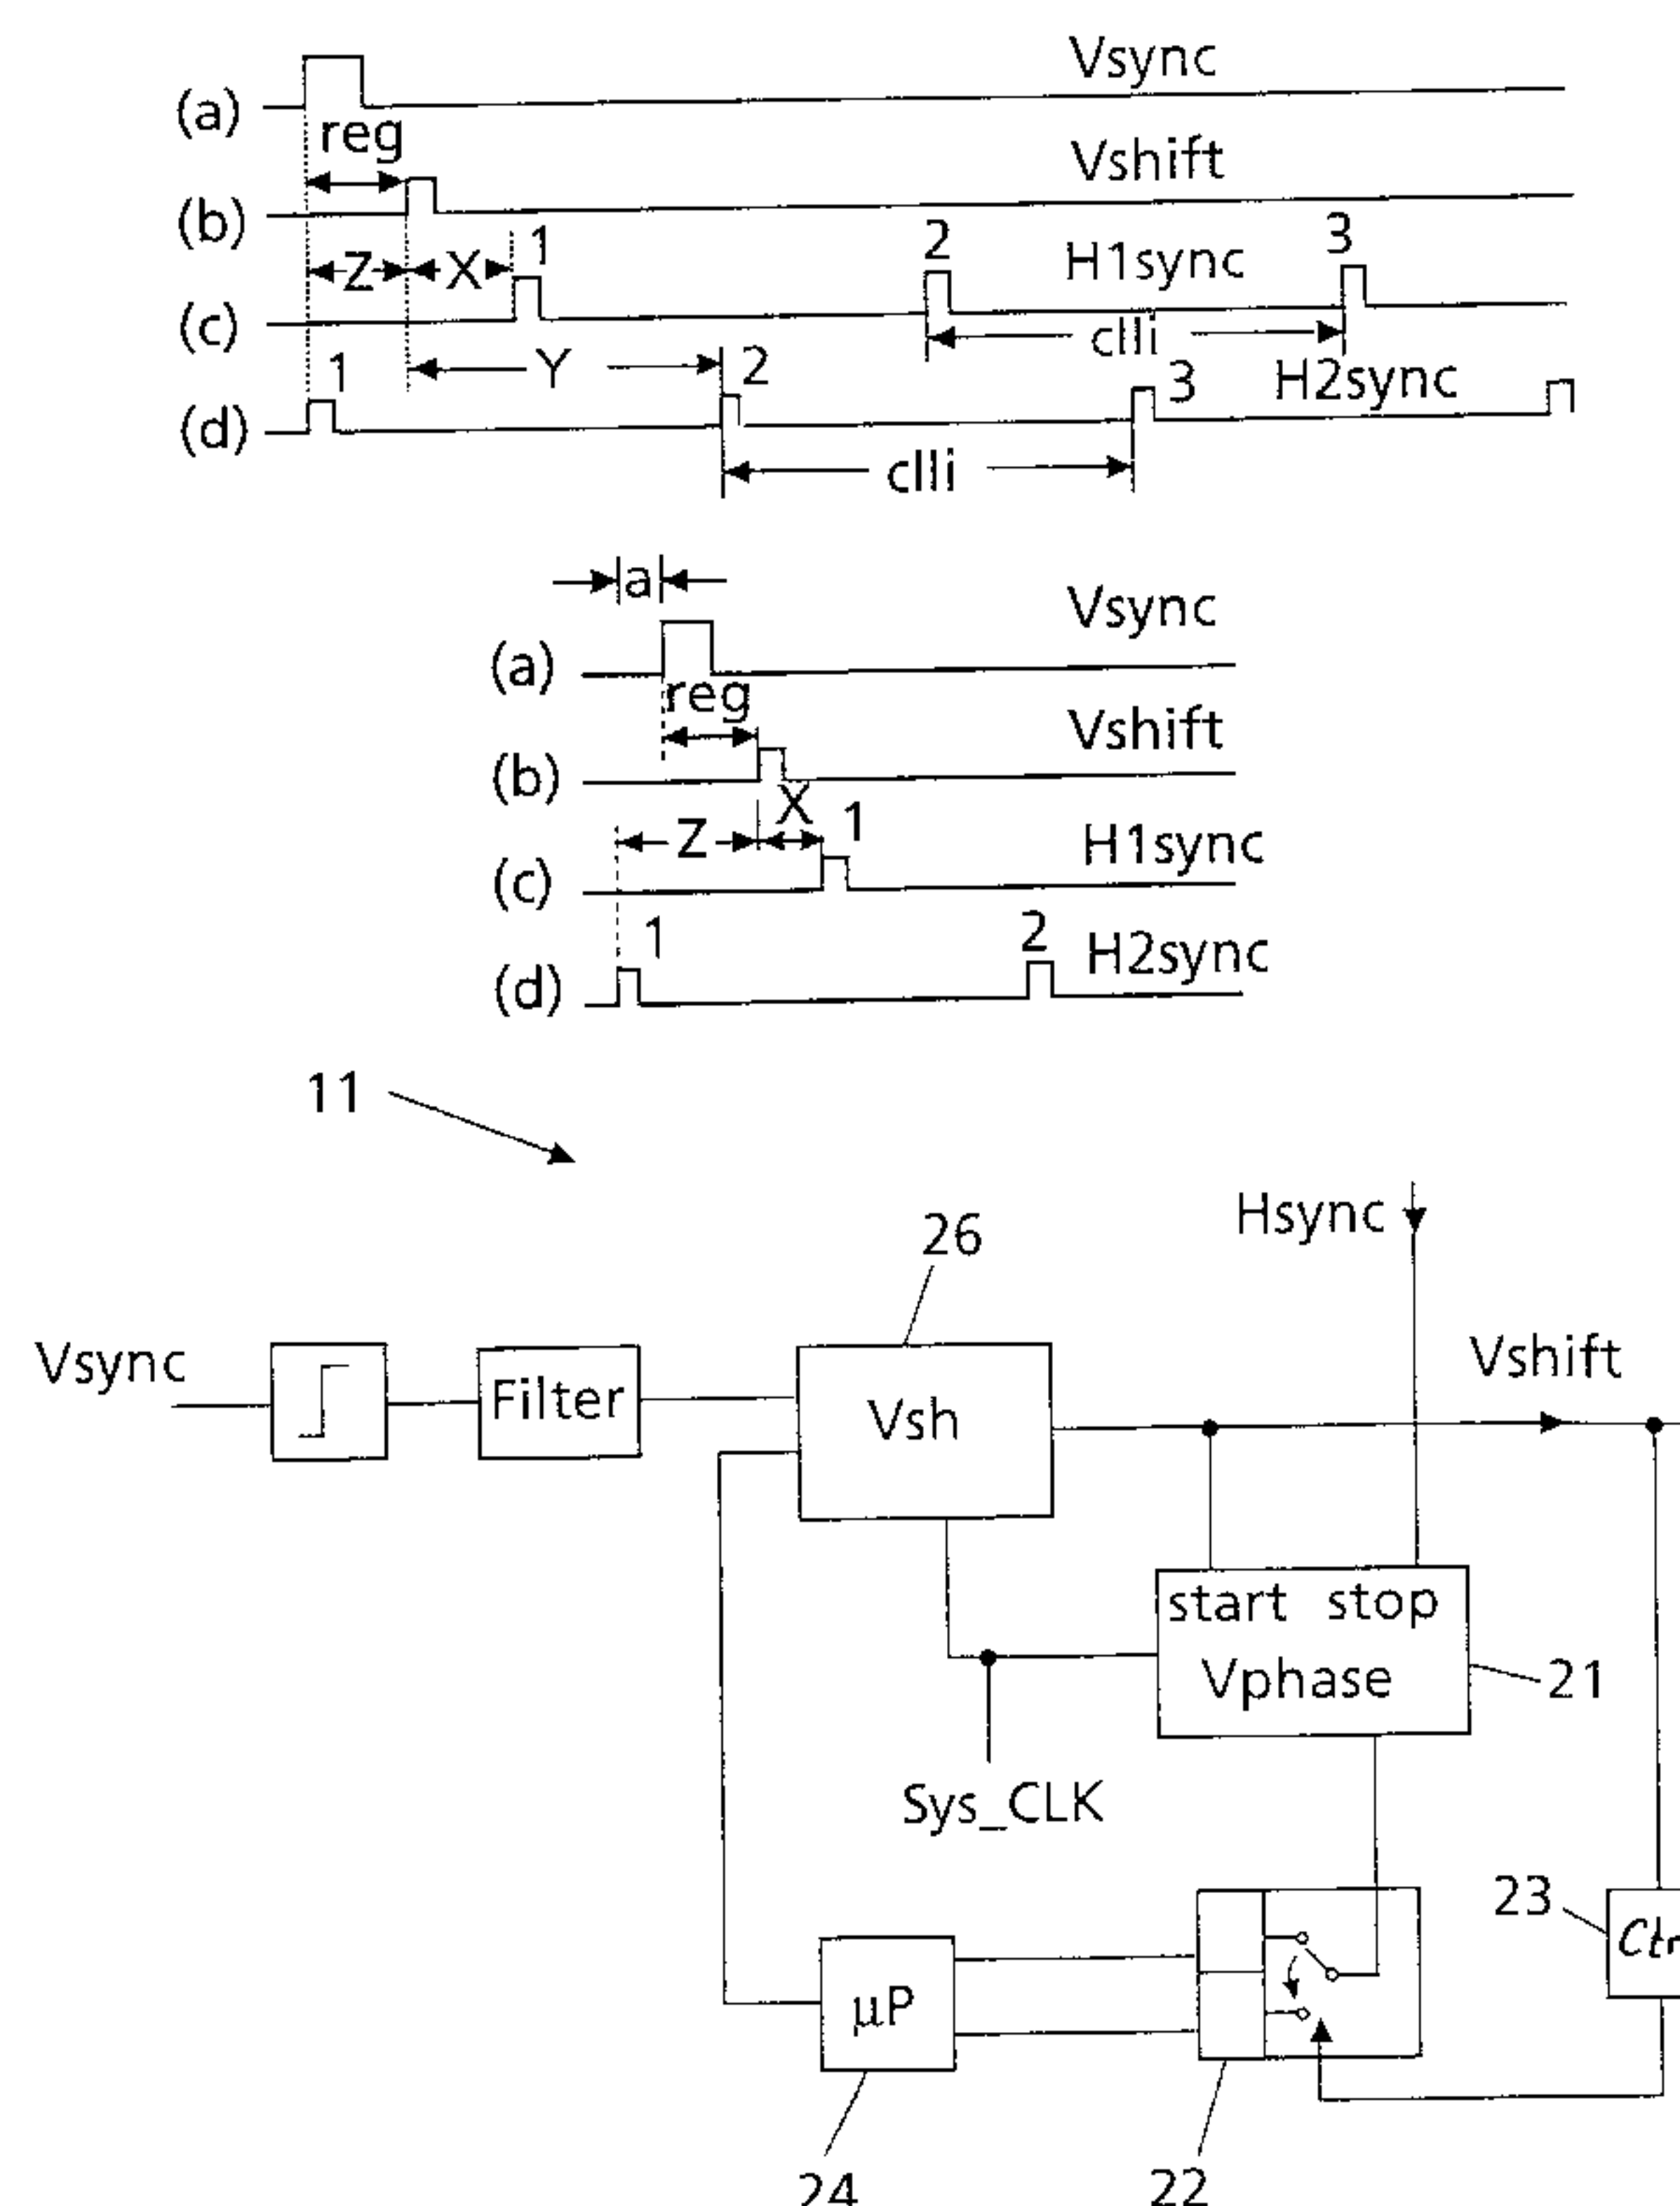 Vsync
(a)
reg
Vshift
(b)
1
2
3
Z
X
H1sync
(c)
clli
1
Y
2
3
H2sync
(d)
clli
a
Vsync
(a)
reg
Vshift
(b)
X
1
Z
H1sync
(c)
1
2
H2sync
(d)
11
Hsync
26
Vsync
Vshift
Filter
Vsh
start stop
Vphase
21
Sys_CLK
23
µP
24
22